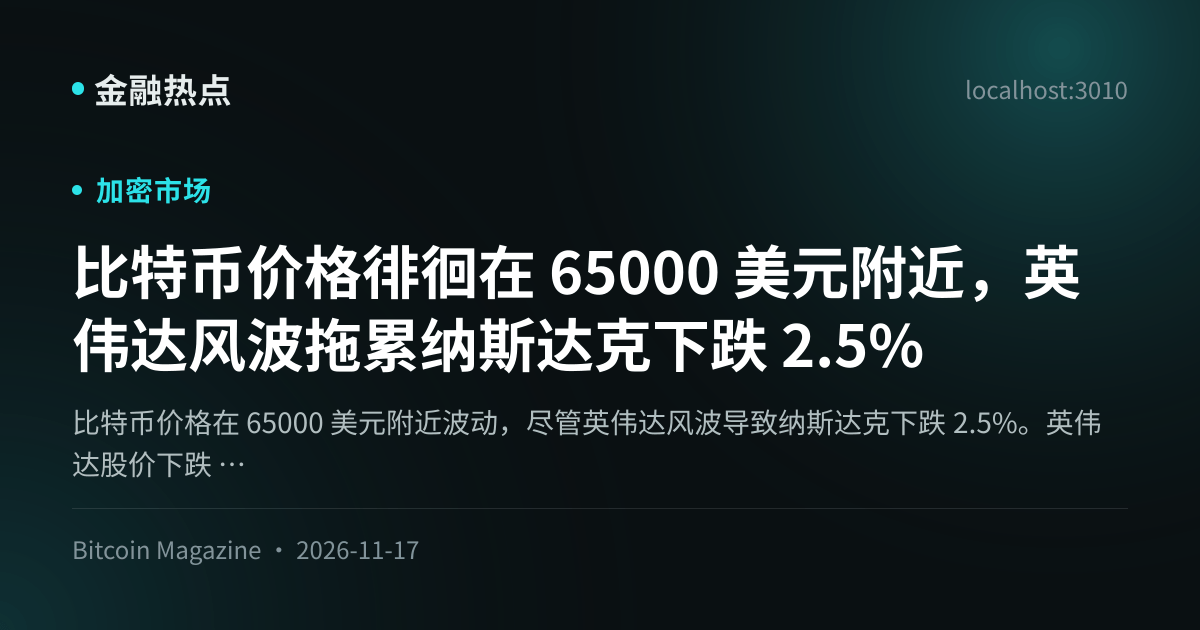 金融热点
localhost:3010
加密市场
比特币价格徘徊在 65000 美元附近，英
伟达风波拖累纳斯达克下跌 2.5%
比特币价格在 65000 美元附近波动，尽管英伟达风波导致纳斯达克下跌 2.5%。英伟
达股价下跌 …
Bitcoin Magazine · 2026-11-17